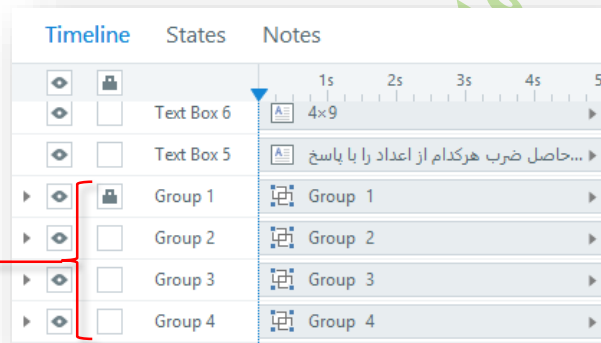 Timeline States Notes
1s 2s 3s 4s 5
Text Box 6 4×9
Text Box 5 حاصل ضرب هرکدام از اعداد را با پاسخ...
Group 1 Group 1
Group 2 Group 2
Group 3 Group 3
Group 4 Group 4